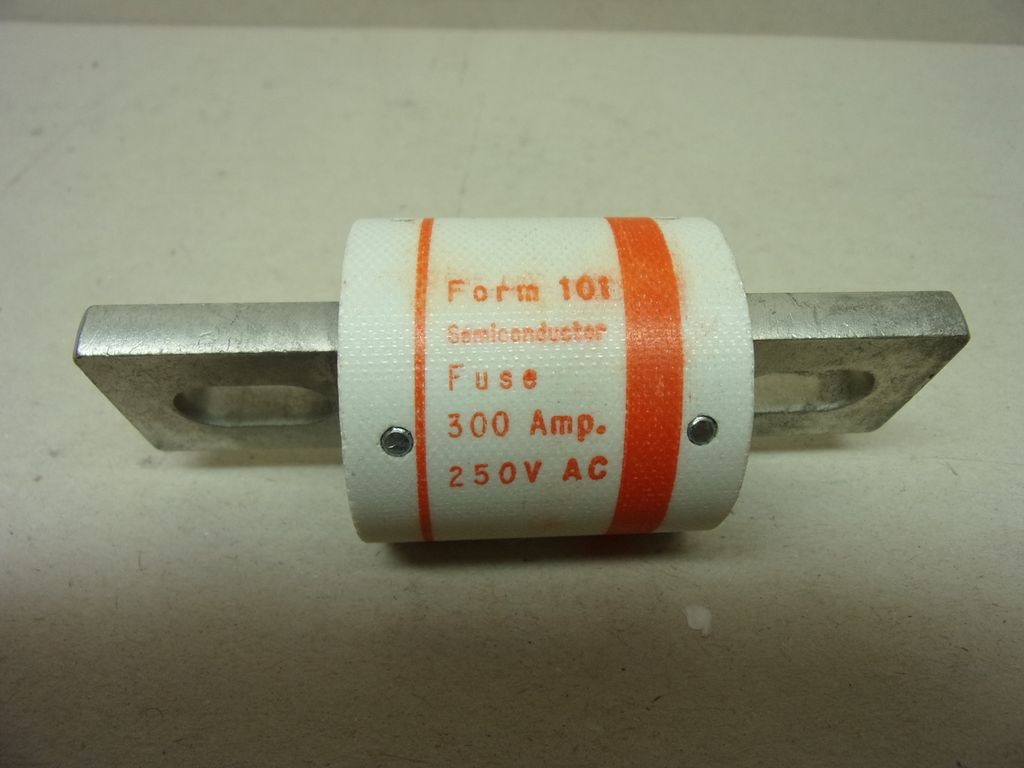 Form 101
Semiconductor
Fuse
300 Amp.
250V AC